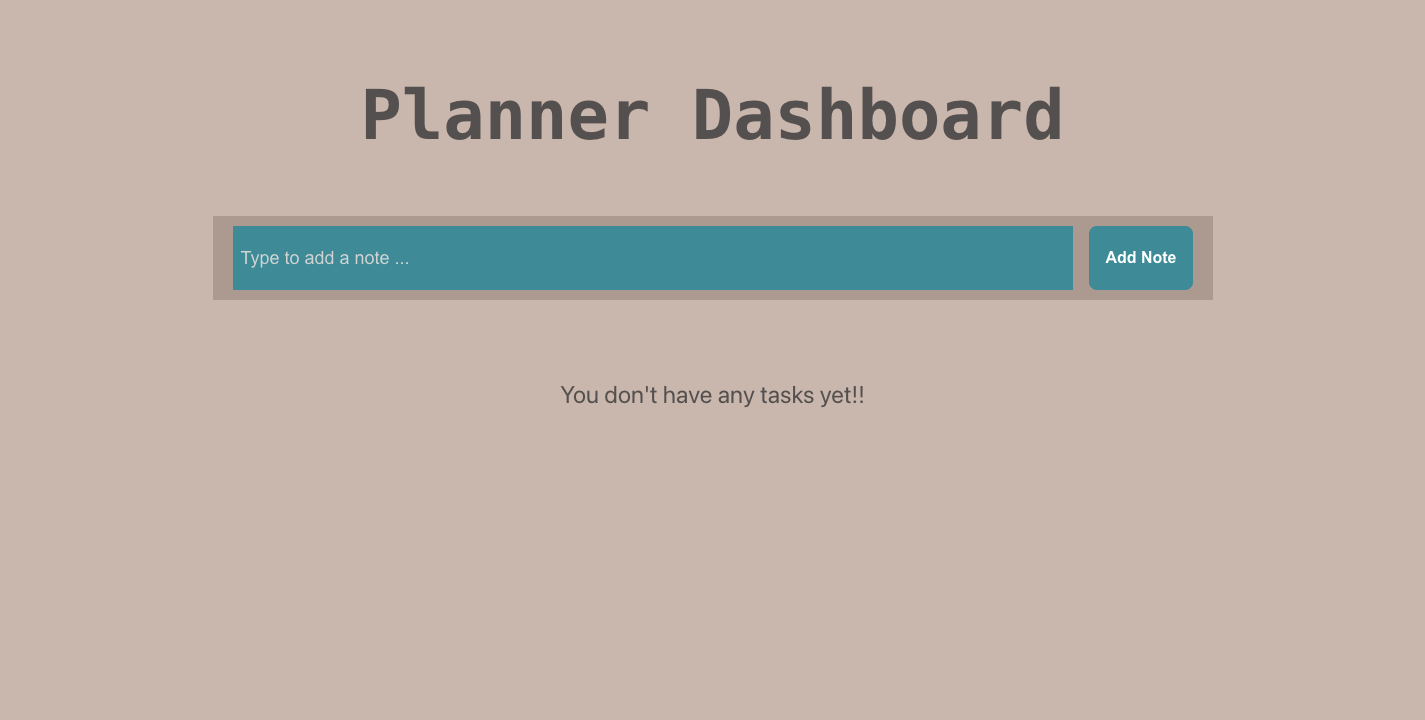 Planner Dashboard
Type to add a note ...
Add Note
You don't have any tasks yet!!